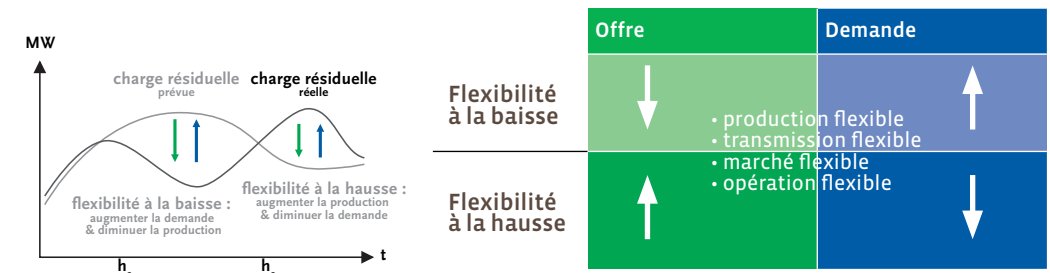 MW
charge résiduelle
prévue
charge résiduelle
réelle
flexibilité à la baisse :
augmenter la demande
& diminuer la production
flexibilité à la hausse :
augmenter la production
& diminuer la demande
t
h
h
Offre
Demande
Flexibilité
à la baisse
Flexibilité
à la hausse
• production flexible
• transmission flexible
• marché flexible
• opération flexible